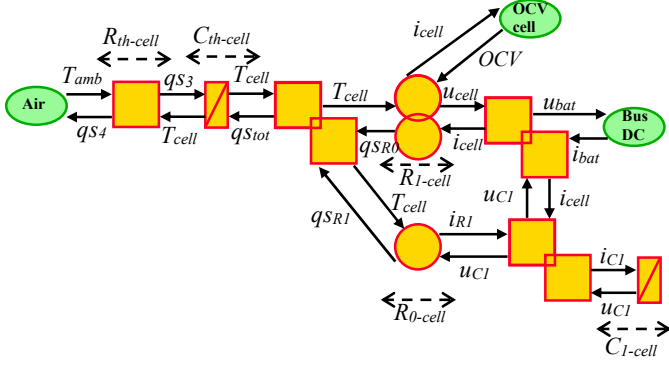 OCV
cell
R_th-cell
C_th-cell
i_cell
OCV
T_amb
qs_3
T_cell
T_cell
u_cell
u_bat
Air
Bus
DC
qs_4
T_cell
qs_tot
qs_R0
i_cell
i_bat
R_1-cell
T_cell
u_C1
i_cell
qs_R1
i_R1
u_C1
i_C1
u_C1
R_0-cell
C_1-cell